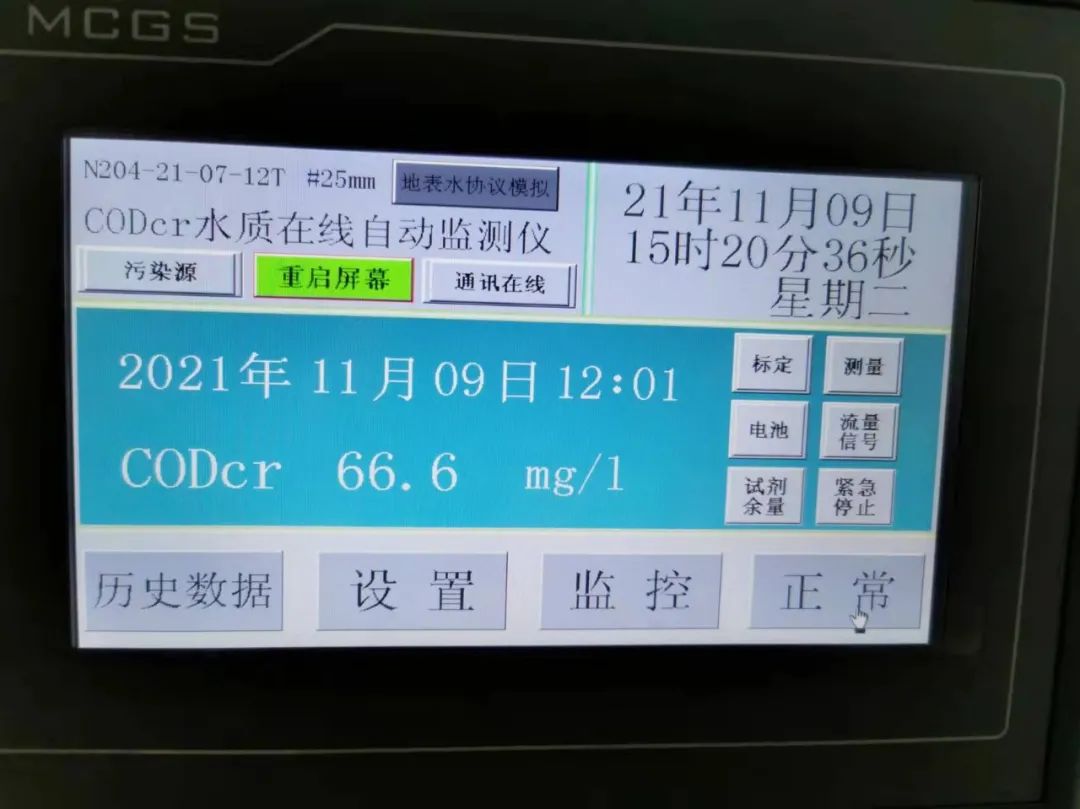 MCGS
N204-21-07-12T #25mm 地表水协议模拟
CODcr水质在线自动监测仪
污染源 重启屏幕 通讯在线
21年11月09日
15时20分36秒
星期二
2021年 11月09日 12:01
CODcr 66.6 mg/l
标定 测量
电池 流量
信号
试剂
余量
紧急
停止
历史数据 设置 监控 正常